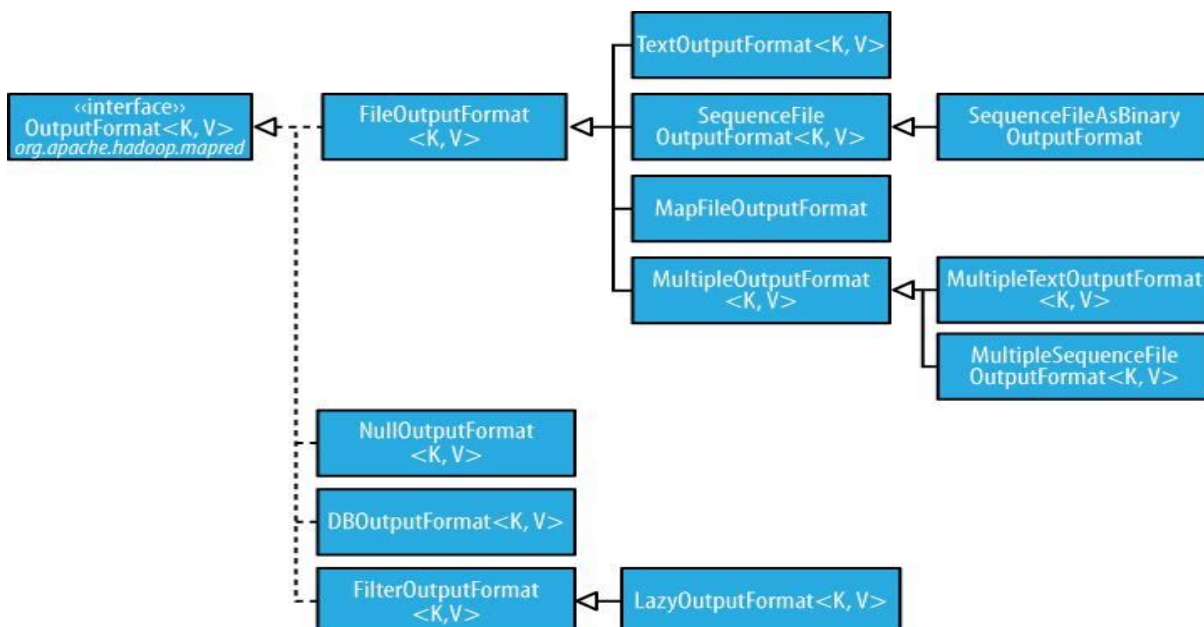 TextOutputFormat<K, V>
‹‹interface››
OutputFormat<K, V>
org.apache.hadoop.mapred
FileOutputFormat
<K, V>
SequenceFile
OutputFormat<K, V>
SequenceFileAsBinary
OutputFormat
MapFileOutputFormat
MultipleOutputFormat
<K, V>
MultipleTextOutputFormat
<K, V>
MultipleSequenceFile
OutputFormat<K, V>
NullOutputFormat
<K, V>
DBOutputFormat<K, V>
FilterOutputFormat
<K,V>
LazyOutputFormat<K, V>